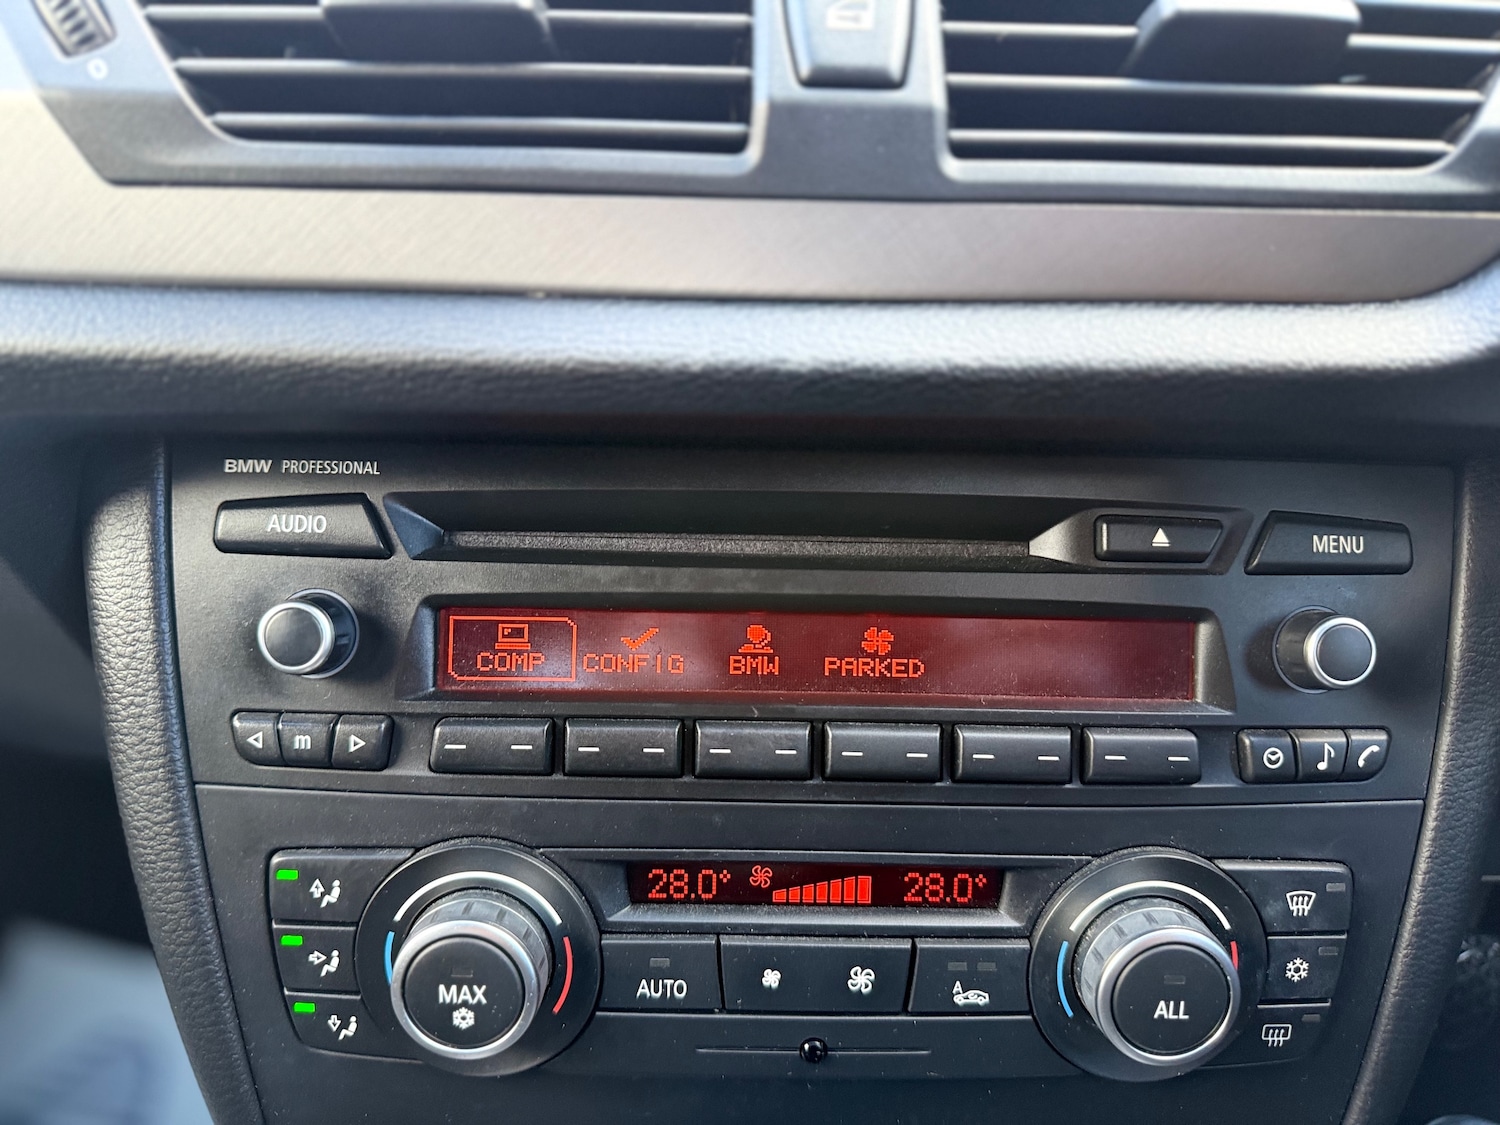 BMW PROFESSIONAL
AUDIO
MENU
COMP CONFIG BMW PARKED
m
28.0° 28.0°
MAX
AUTO
A
ALL